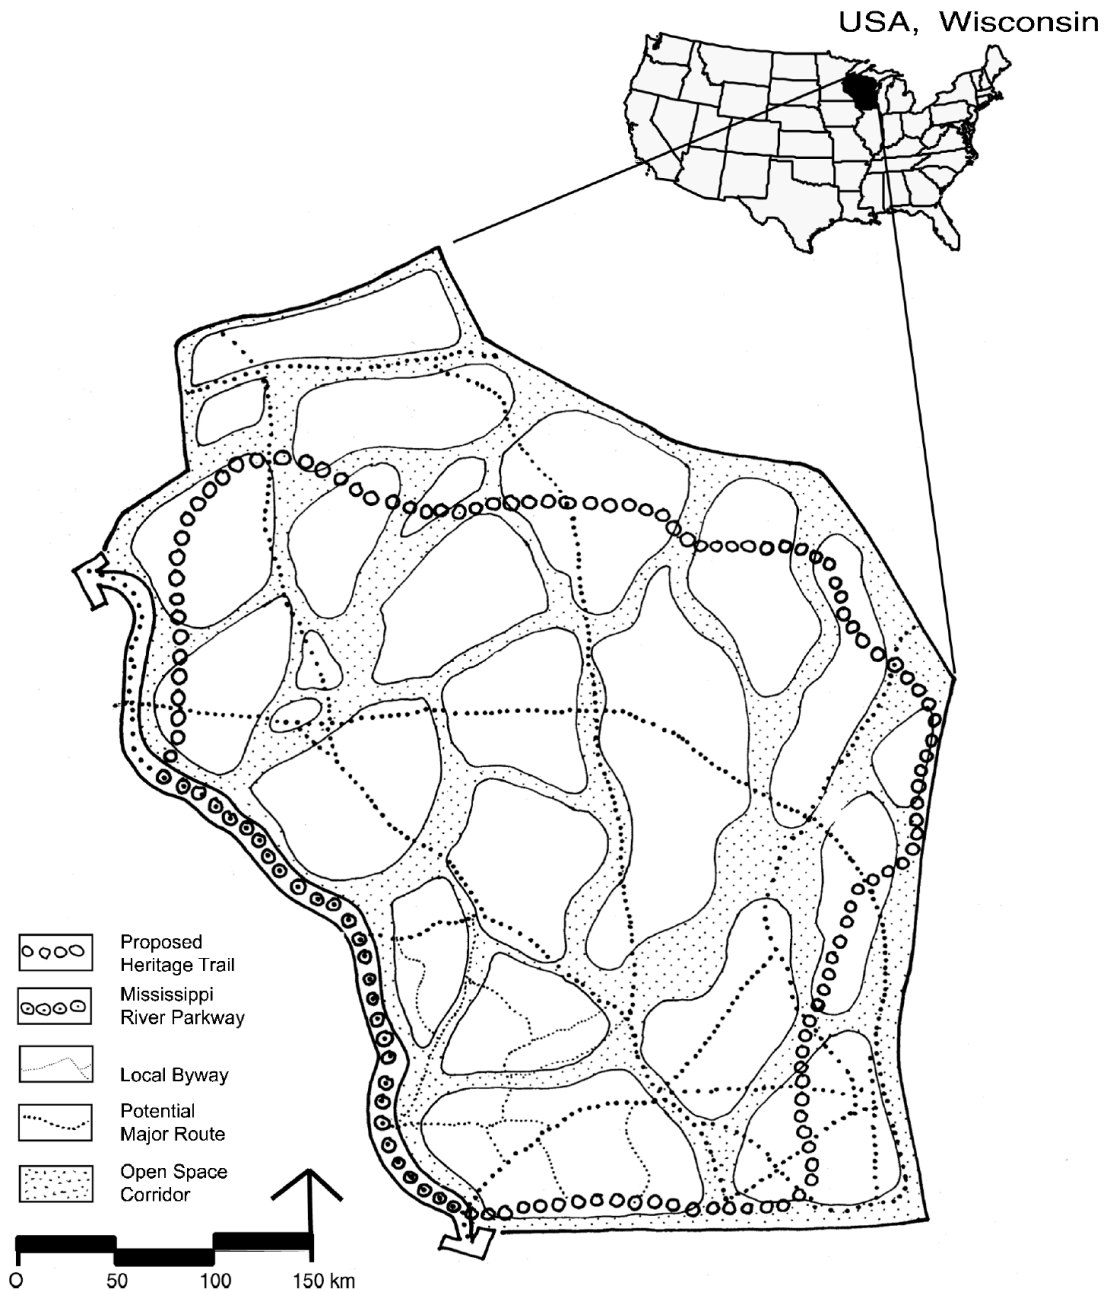 USA, Wisconsin
Proposed
Heritage Trail
Mississippi
River Parkway
Local Byway
Potential
Major Route
Open Space
Corridor
O 50 100 150 km